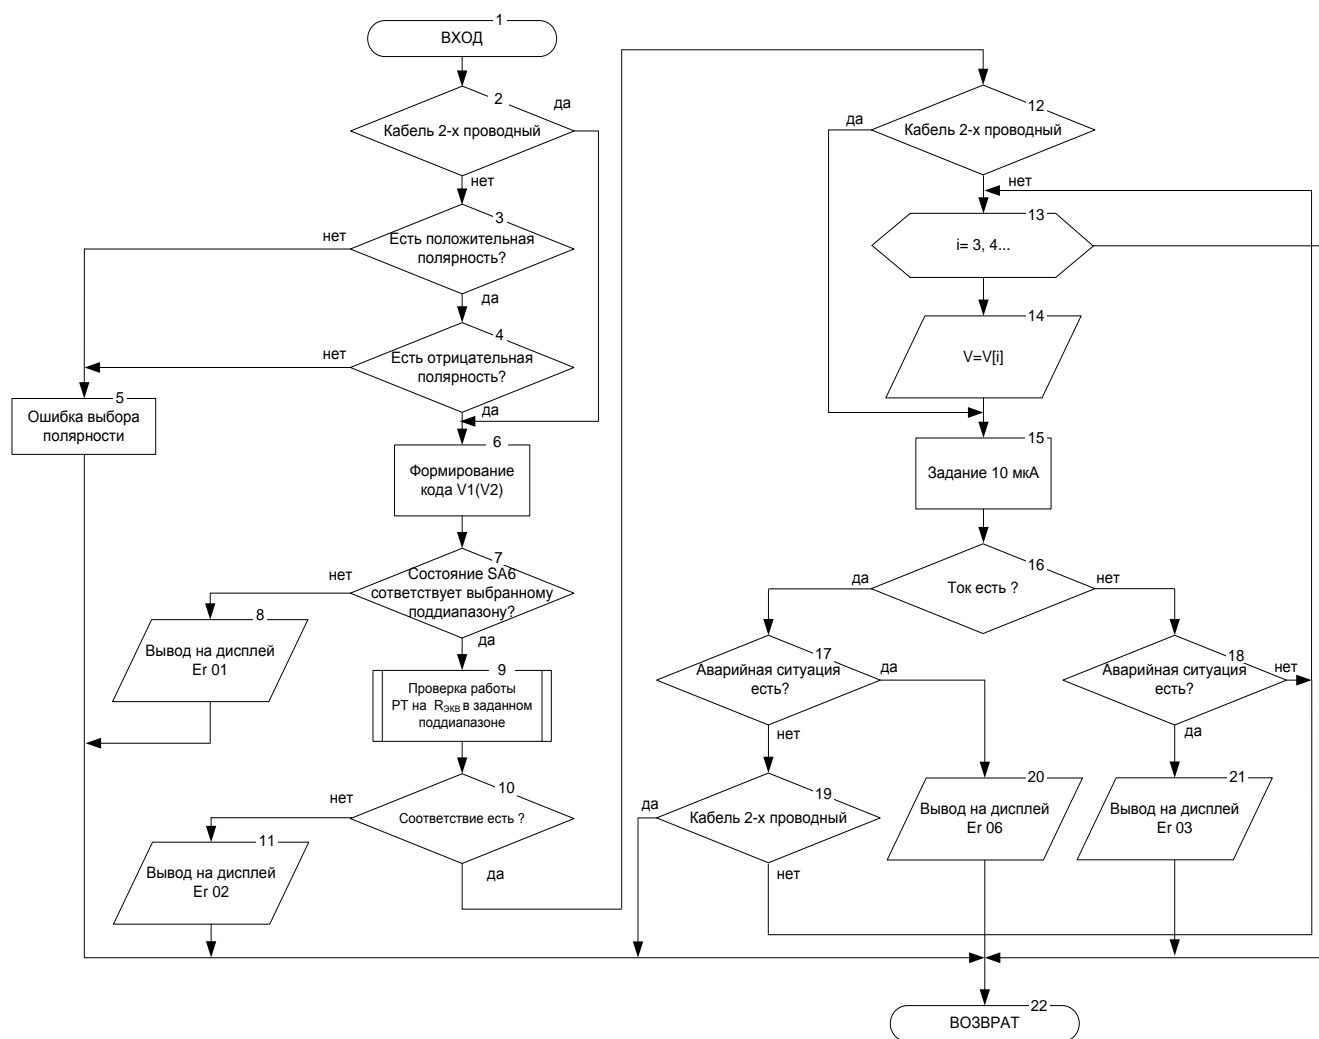 1
ВХОД
2
да
Кабель 2-х проводный
нет
3
нет
Есть положительная
полярность?
да
4
нет
Есть отрицательная
полярность?
да
5
Ошибка выбора
полярности
6
Формирование
кода V1(V2)
7
нет
Состояние SA6
сответствует выбранному
поддиапазону?
да
8
Вывод на дисплей
Er 01
9
Проверка работы
РТ на RЭКВ в заданном
поддиапазоне
10
нет
Соответствие есть ?
да
11
Вывод на дисплей
Er 02
12
да
Кабель 2-х проводный
нет
13
i= 3, 4...
14
V=V[i]
15
Задание 10 мкА
16
да
Ток есть ?
нет
17
Аварийная ситуация
есть?
да
нет
18
Аварийная ситуация
есть?
нет
да
19
да
Кабель 2-х проводный
нет
20
Вывод на дисплей
Er 06
21
Вывод на дисплей
Er 03
22
ВОЗВРАТ